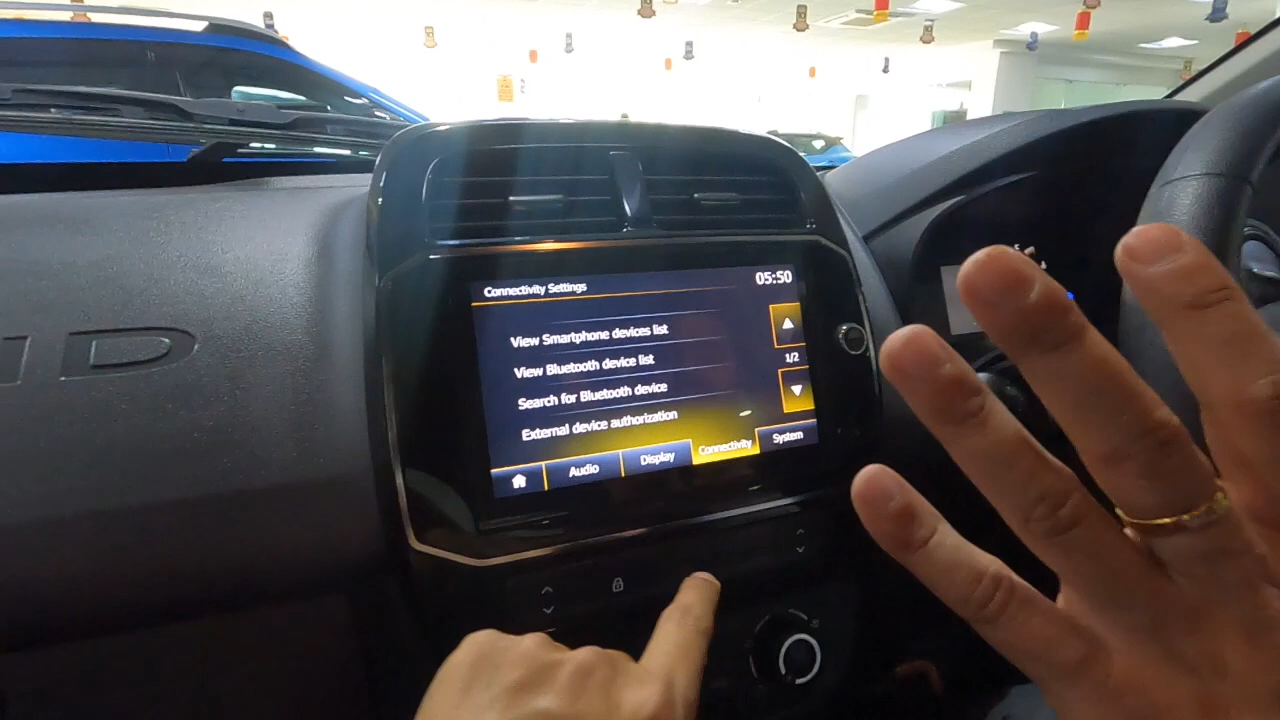 Connectivity Settings
05:50
View Smartphone devices list
View Bluetooth device list
1/2
Search for Bluetooth device
External device authorization
Audio
Display
Connectivity
System
ID